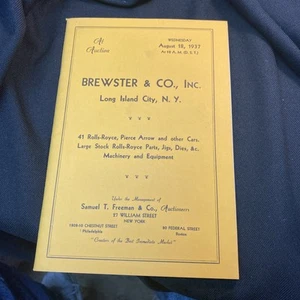 At
Auction
WEDNESDAY
August 18, 1937
At 10 A. M. (D. S. T.)
BREWSTER & CO., INC.
Long Island City, N. Y.
41 Rolls-Royce, Pierce Arrow and other Cars.
Large Stock Rolls-Royce Parts, Jigs, Dies, &c.
Machinery and Equipment
Under the Management of
Samuel T. Freeman & Co., Auctioneers
27 WILLIAM STREET
NEW YORK
1808-10 CHESTNUT STREET
Philadelphia
80 FEDERAL STREET
Boston
"Creators of the Best Immediate Market"